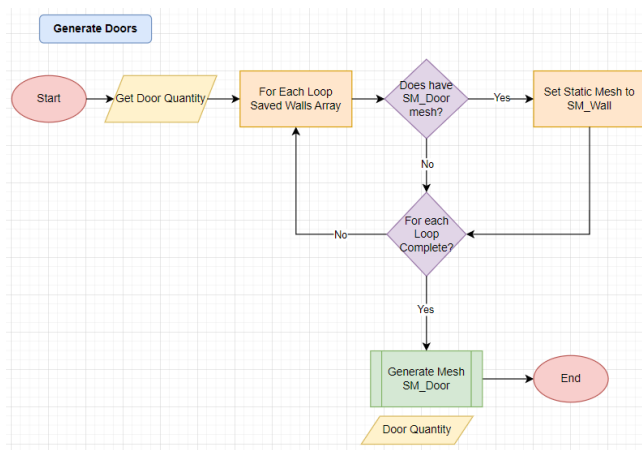 Generate Doors
Start
Get Door Quantity
For Each Loop
Saved Walls Array
Does have
SM_Door
mesh?
Yes
Set Static Mesh to
SM_Wall
No
For each
Loop
Complete?
No
Yes
Generate Mesh
SM_Door
End
Door Quantity